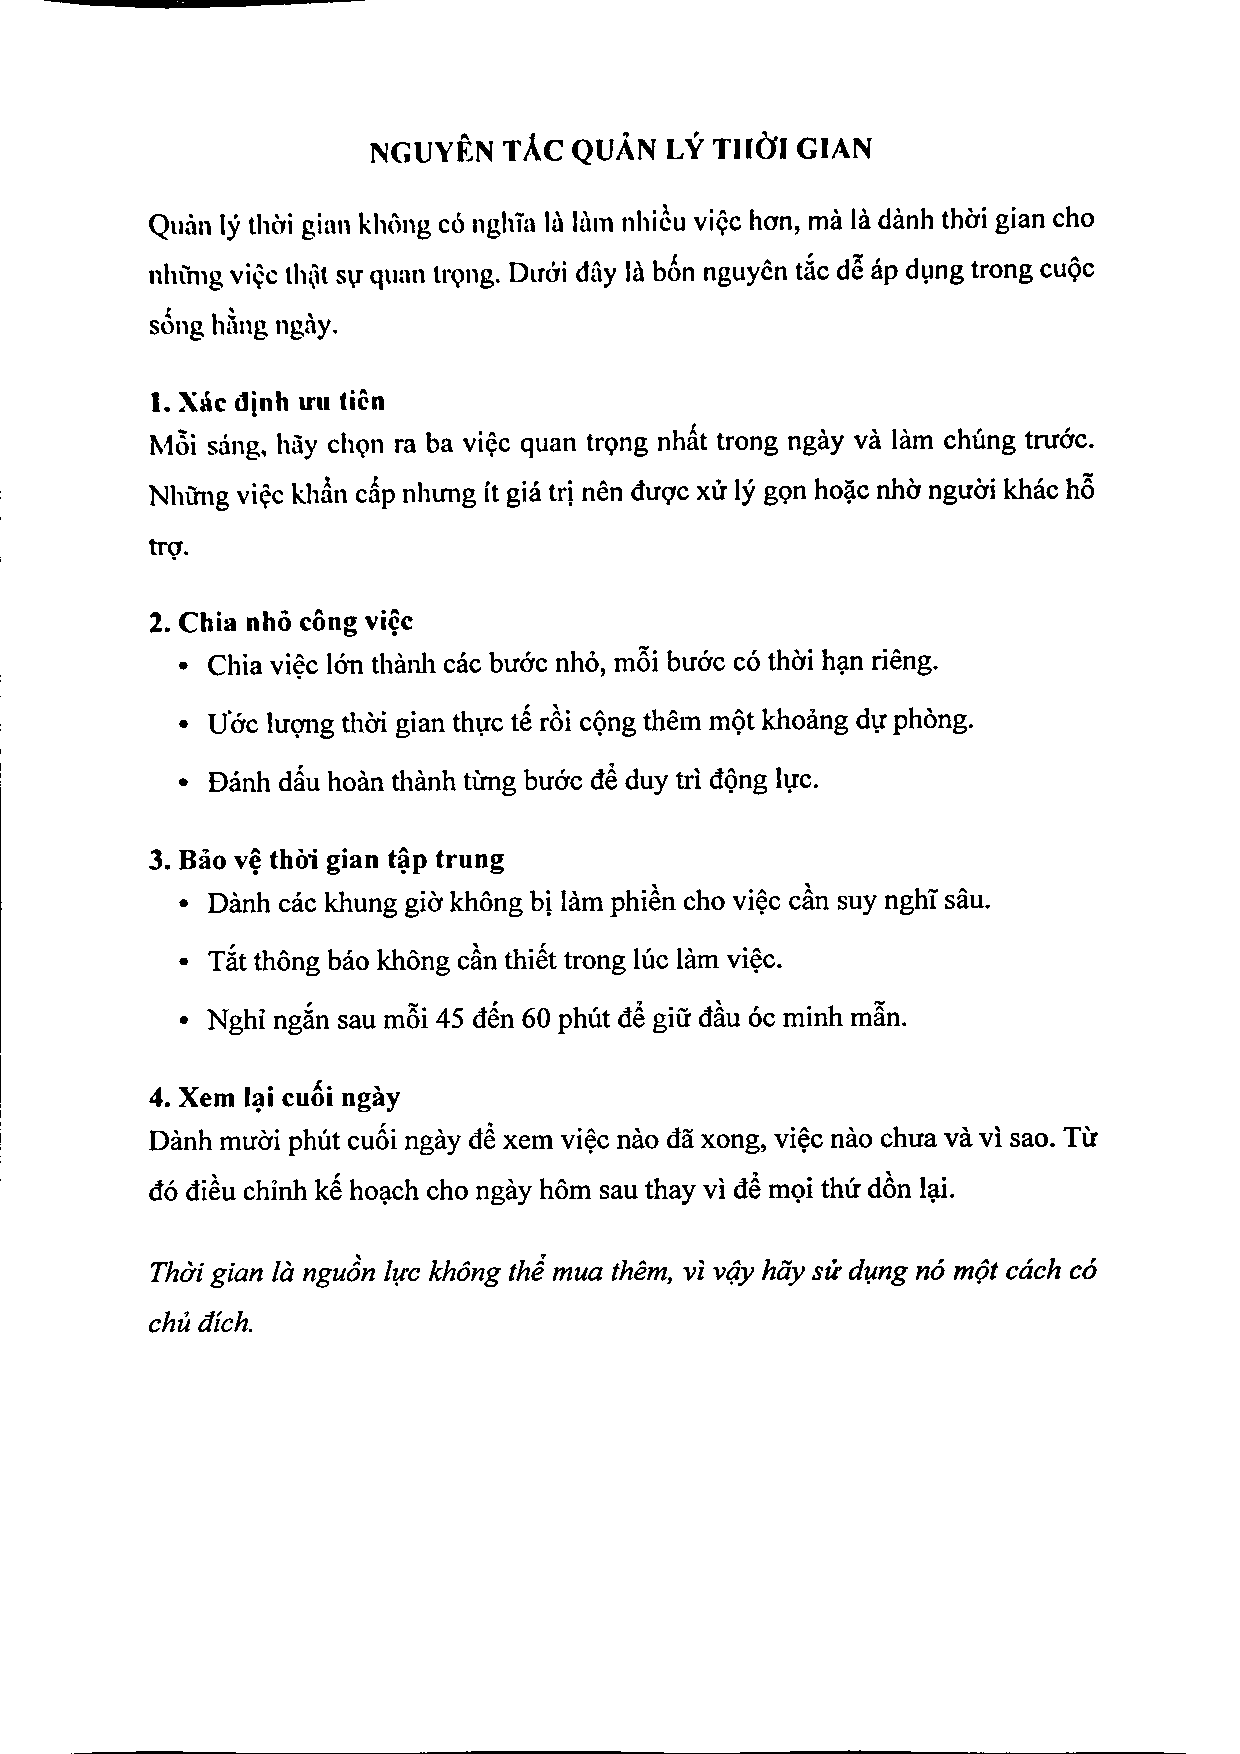 NGUYÊN TẮC QUẢN LÝ THỜI GIAN
Quản lý thời gian không có nghĩa là làm nhiều việc hơn, mà là dành thời gian cho
những việc thật sự quan trọng. Dưới đây là bốn nguyên tắc dễ áp dụng trong cuộc
sống hằng ngày.
1. Xác định ưu tiên
Mỗi sáng, hãy chọn ra ba việc quan trọng nhất trong ngày và làm chúng trước.
Những việc khẩn cấp nhưng ít giá trị nên được xử lý gọn hoặc nhờ người khác hỗ
trợ.
2. Chia nhỏ công việc
• Chia việc lớn thành các bước nhỏ, mỗi bước có thời hạn riêng.
• Ước lượng thời gian thực tế rồi cộng thêm một khoảng dự phòng.
• Đánh dấu hoàn thành từng bước để duy trì động lực.
3. Bảo vệ thời gian tập trung
• Dành các khung giờ không bị làm phiền cho việc cần suy nghĩ sâu.
• Tắt thông báo không cần thiết trong lúc làm việc.
• Nghỉ ngắn sau mỗi 45 đến 60 phút để giữ đầu óc minh mẫn.
4. Xem lại cuối ngày
Dành mười phút cuối ngày để xem việc nào đã xong, việc nào chưa và vì sao. Từ
đó điều chỉnh kế hoạch cho ngày hôm sau thay vì để mọi thứ dồn lại.
Thời gian là nguồn lực không thể mua thêm, vì vậy hãy sử dụng nó một cách có
chủ đích.